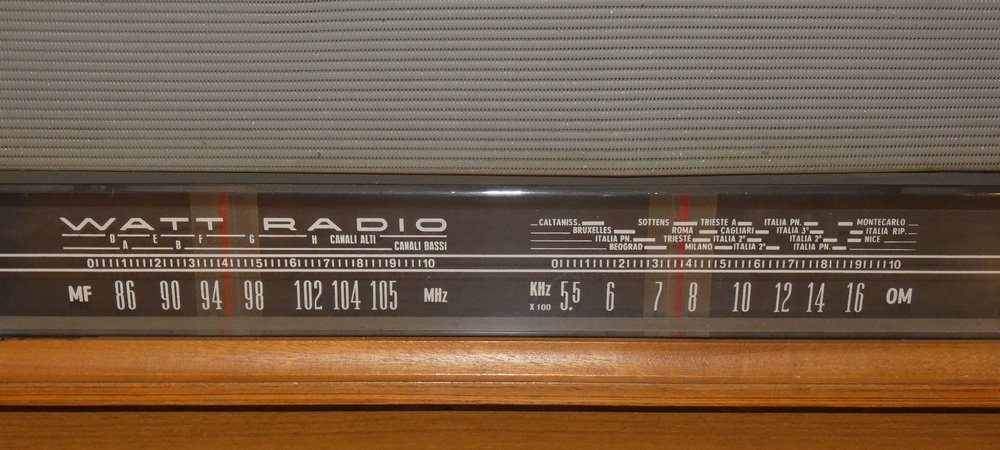 WATT RADIO
D E F G H CANALI ALTI
A B CANALI BASSI
0 1 2 3 4 5 6 7 8 9 10
MF 86 90 94 98 102 104 105 MHz
CALTANISS. SOTTENS TRIESTE A ITALIA PN. MONTECARLO
BRUXELLES ROMA CAGLIARI ITALIA 3° ITALIA RIP.
ITALIA PN. TRIESTE ITALIA 2° ITALIA 2° NICE
BEOGRAD MILANO ITALIA 2° ITALIA PN.
0 1 2 3 4 5 6 7 8 9 10
KHz X 100 5.5 6 7 8 10 12 14 16 OM